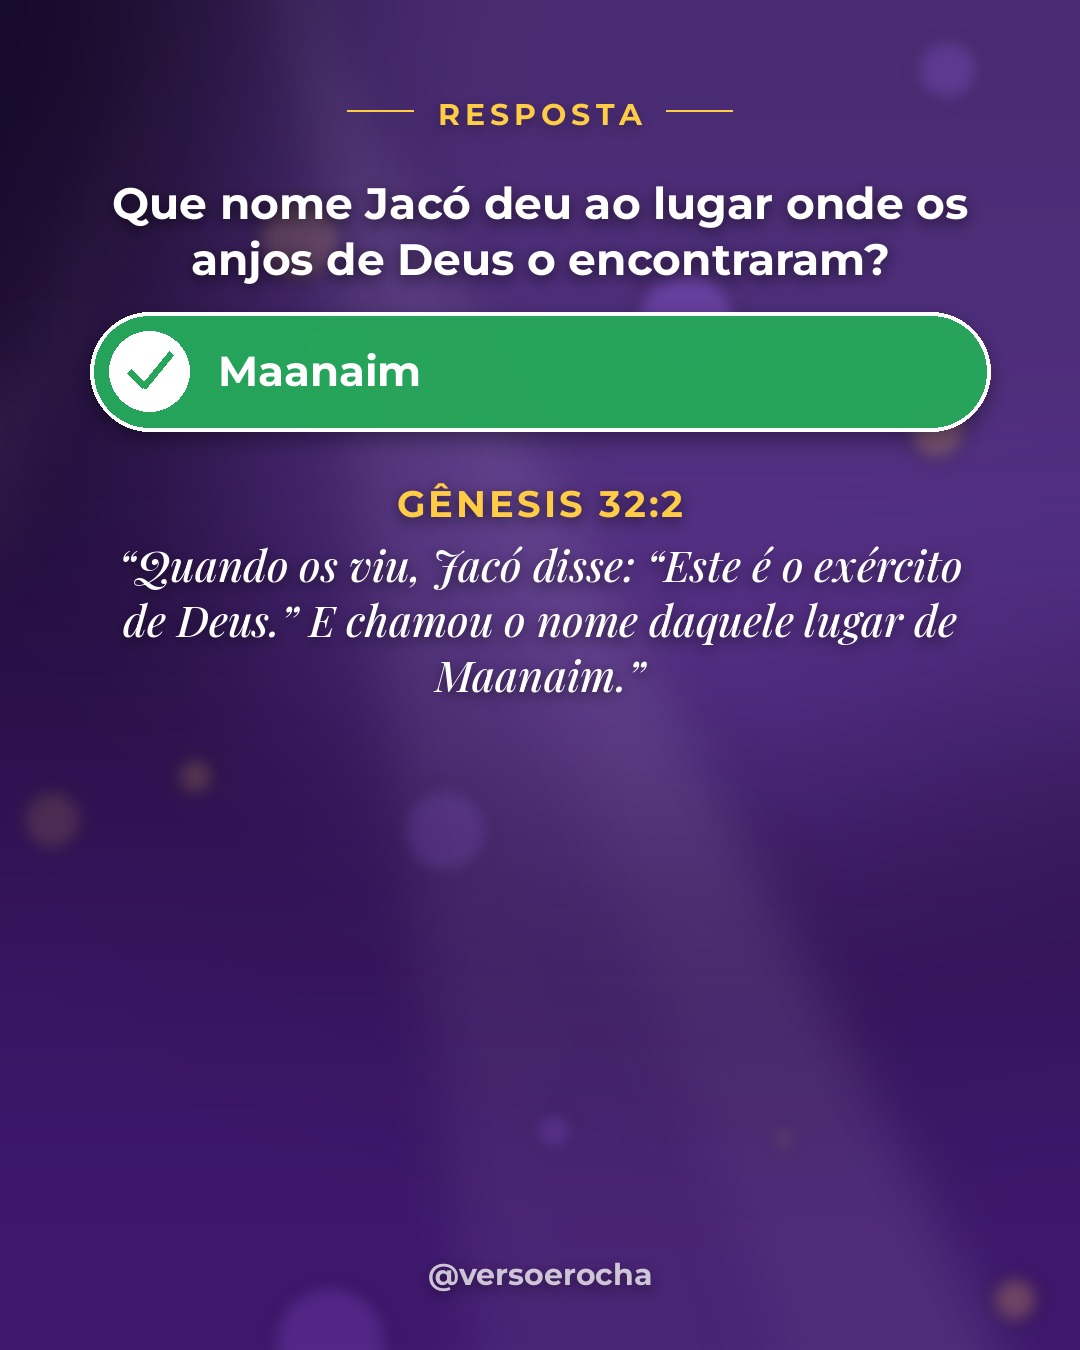 RESPOSTA
Que nome Jacó deu ao lugar onde os
anjos de Deus o encontraram?
Maanaim
GÊNESIS 32:2
“Quando os viu, Jacó disse: “Este é o exército
de Deus.” E chamou o nome daquele lugar de
Maanaim.”
@versoerocha